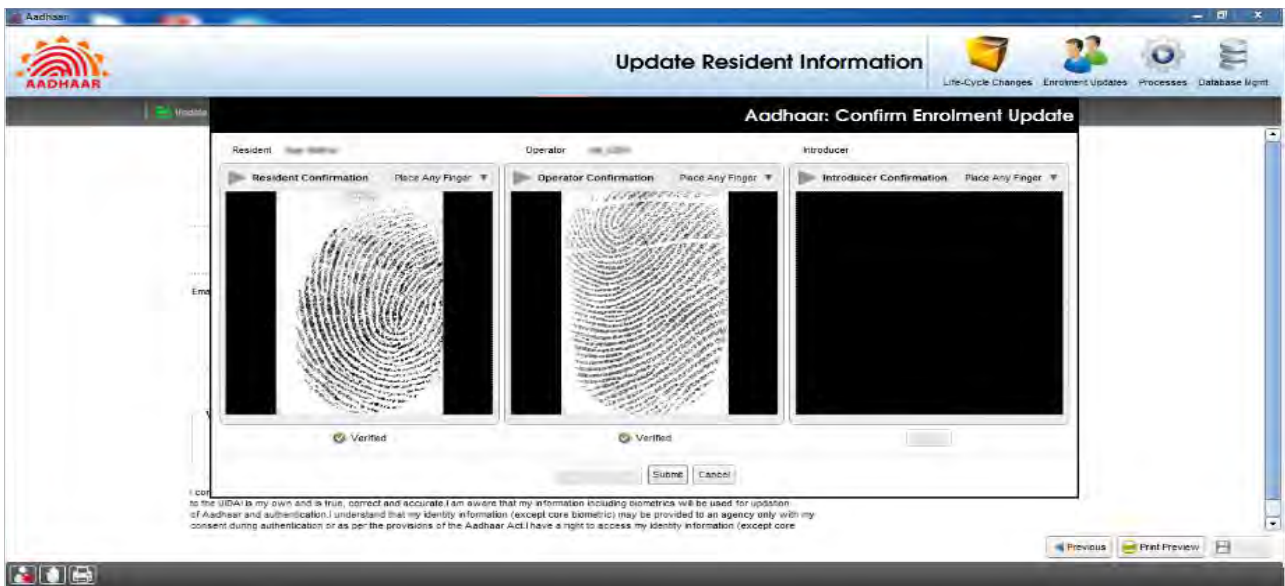 Aadhaar
AADHAAR
Update Resident Information
Life-Cycle Changes Enrolment Updates Processes Database Mgmt
Update
Aadhaar: Confirm Enrolment Update
Resident Operator Introducer
Resident Confirmation Place Any Finger
Operator Confirmation Place Any Finger
Introducer Confirmation Place Any Finger
Ema
Verified Verified
Submit Cancel
I con
to the UIDAI is my own and is true, correct and accurate.I am aware that my information including biometrics will be used for updation
of Aadhaar and authentication.I understand that my identity information (except core biometric) may be provided to an agency only with my
consent during authentication or as per the provisions of the Aadhaar Act.I have a right to access my identity information (except core
Previous Print Preview